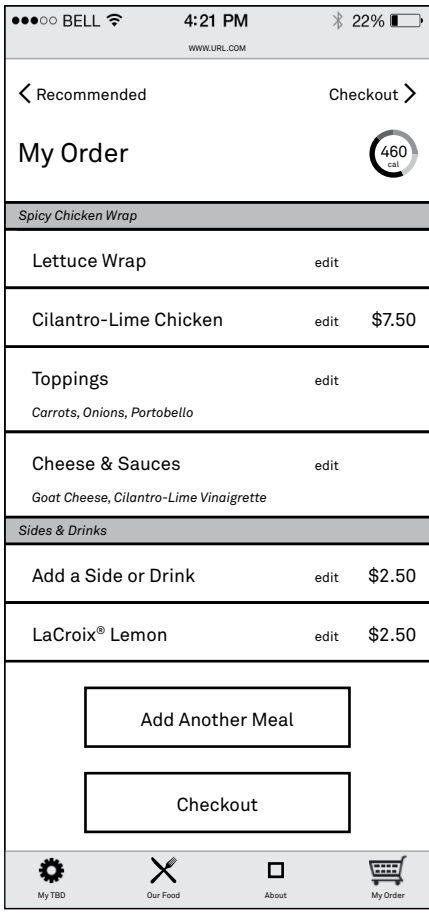 BELL 4:21 PM 22%
WWW.URL.COM
Recommended Checkout
My Order 460
cal
Spicy Chicken Wrap
Lettuce Wrap edit
Cilantro-Lime Chicken edit $7.50
Toppings edit
Carrots, Onions, Portobello
Cheese & Sauces edit
Goat Cheese, Cilantro-Lime Vinaigrette
Sides & Drinks
Add a Side or Drink edit $2.50
LaCroix® Lemon edit $2.50
Add Another Meal
Checkout
My TBD Our Food About My Order